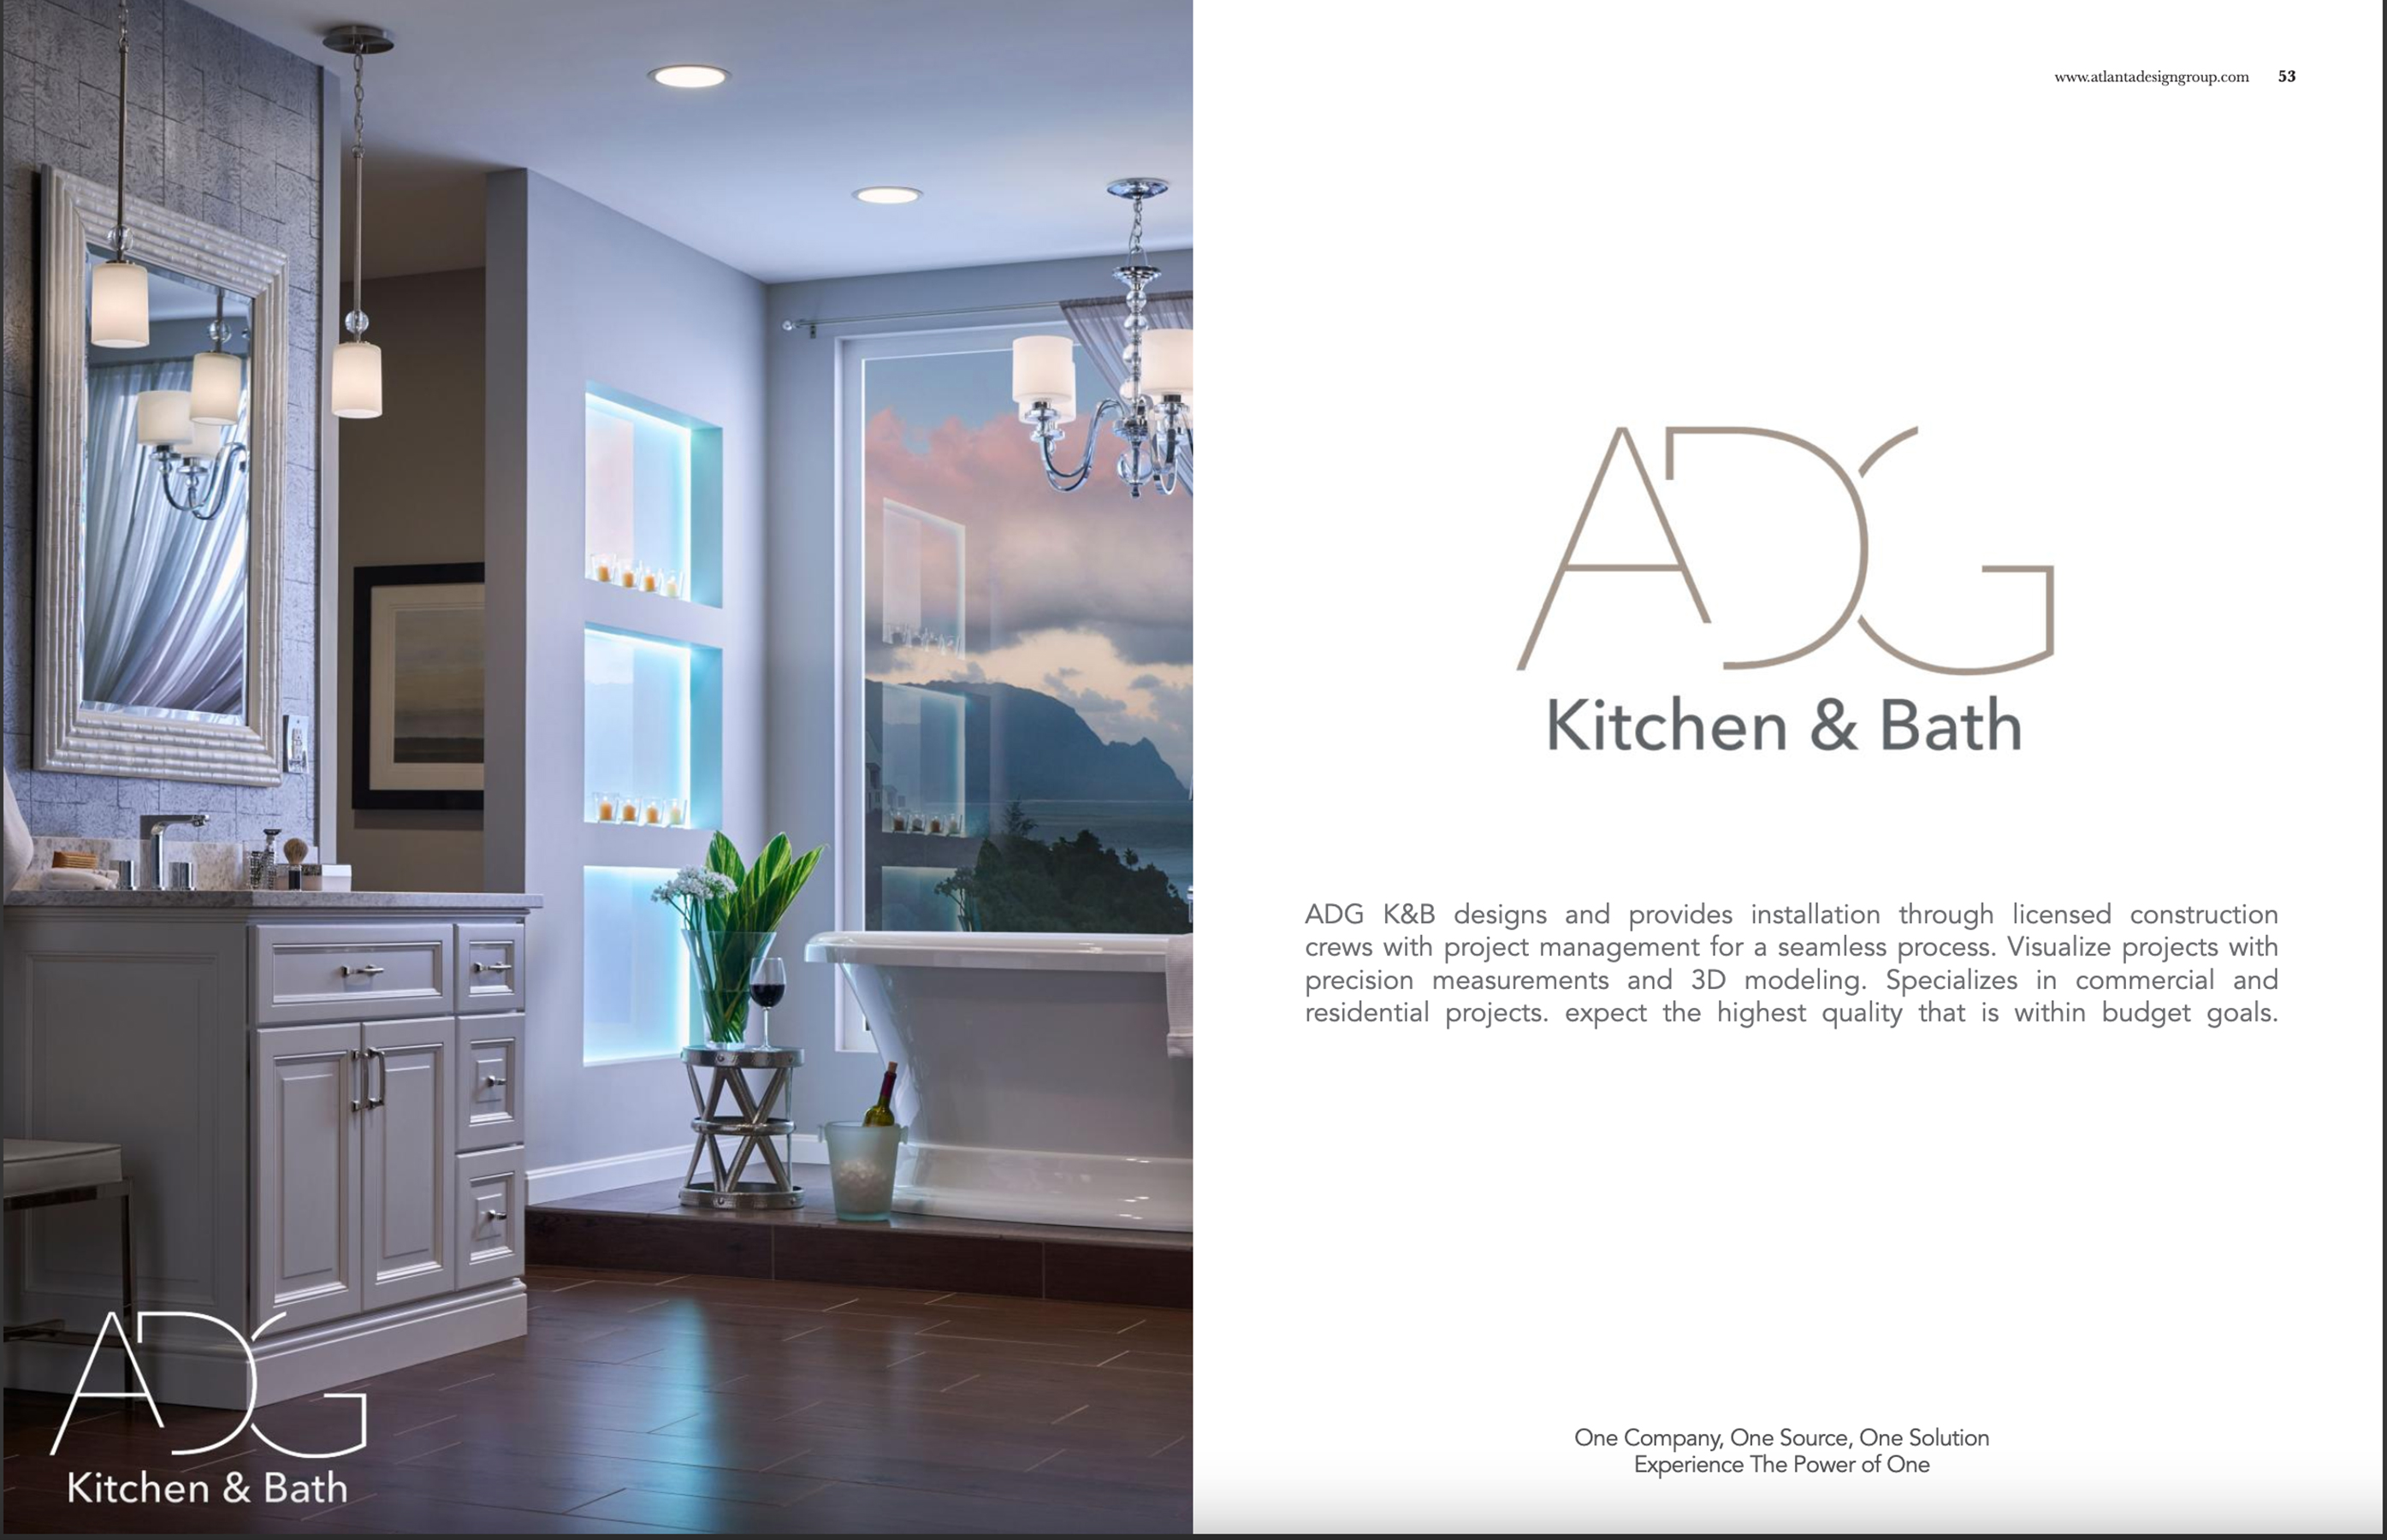 ADG
Kitchen & Bath
www.atlantadesigngroup.com 53
ADG
Kitchen & Bath
ADG K&B designs and provides installation through licensed construction
crews with project management for a seamless process. Visualize projects with
precision measurements and 3D modeling. Specializes in commercial and
residential projects. expect the highest quality that is within budget goals.
One Company, One Source, One Solution
Experience The Power of One